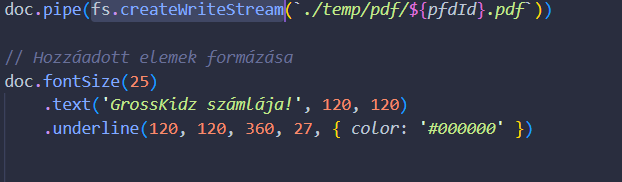 doc.pipe(fs.createWriteStream(`./temp/pdf/${pfdId}.pdf`))
// Hozzáadott elemek formázása
doc.fontSize(25)
.text('GrossKidz számlája!', 120, 120)
.underline(120, 120, 360, 27, { color: '#000000' })